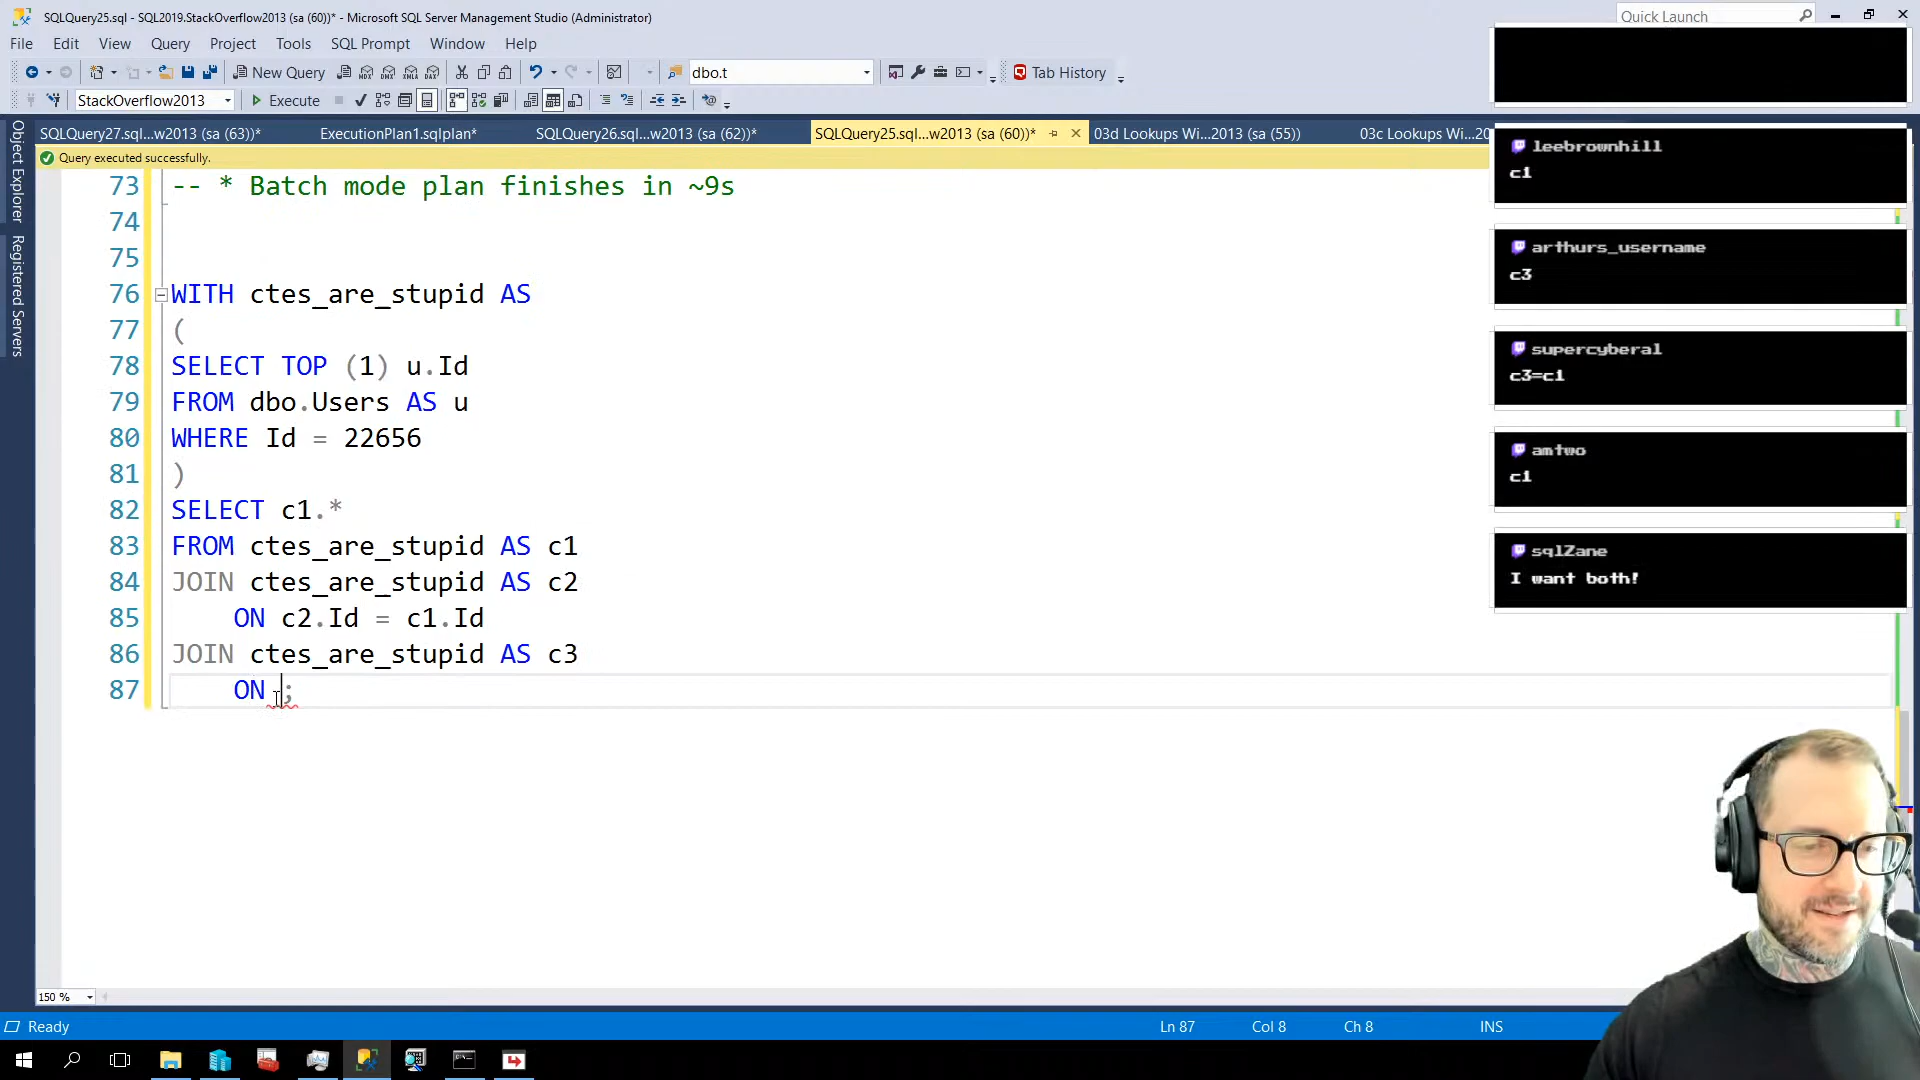 SQLQuery25.sql - SQL2019.StackOverflow2013 (sa (60))* - Microsoft SQL Server Management Studio (Administrator)
Quick Launch
File Edit View Query Project Tools SQL Prompt Window Help
New Query
dbo.t
Tab History
StackOverflow2013
Execute
SQLQuery27.sql...w2013 (sa (63))*
ExecutionPlan1.sqlplan*
SQLQuery26.sql...w2013 (sa (62))*
SQLQuery25.sql...w2013 (sa (60))*
03d Lookups Wi...2013 (sa (55))
03c Lookups Wi...2013 (sa (52
Query executed successfully.
Object Explorer
Registered Servers
73 -- * Batch mode plan finishes in ~9s
74
75
76 WITH ctes_are_stupid AS
77 (
78 SELECT TOP (1) u.Id
79 FROM dbo.Users AS u
80 WHERE Id = 22656
81 )
82 SELECT c1.*
83 FROM ctes_are_stupid AS c1
84 JOIN ctes_are_stupid AS c2
85 ON c2.Id = c1.Id
86 JOIN ctes_are_stupid AS c3
87 ON ;
leebrownhill
c1
arthurs_username
c3
supercyberal
c3=c1
amtwo
c1
sqlZane
I want both!
150 %
Ready
Ln 87
Col 8
Ch 8
INS